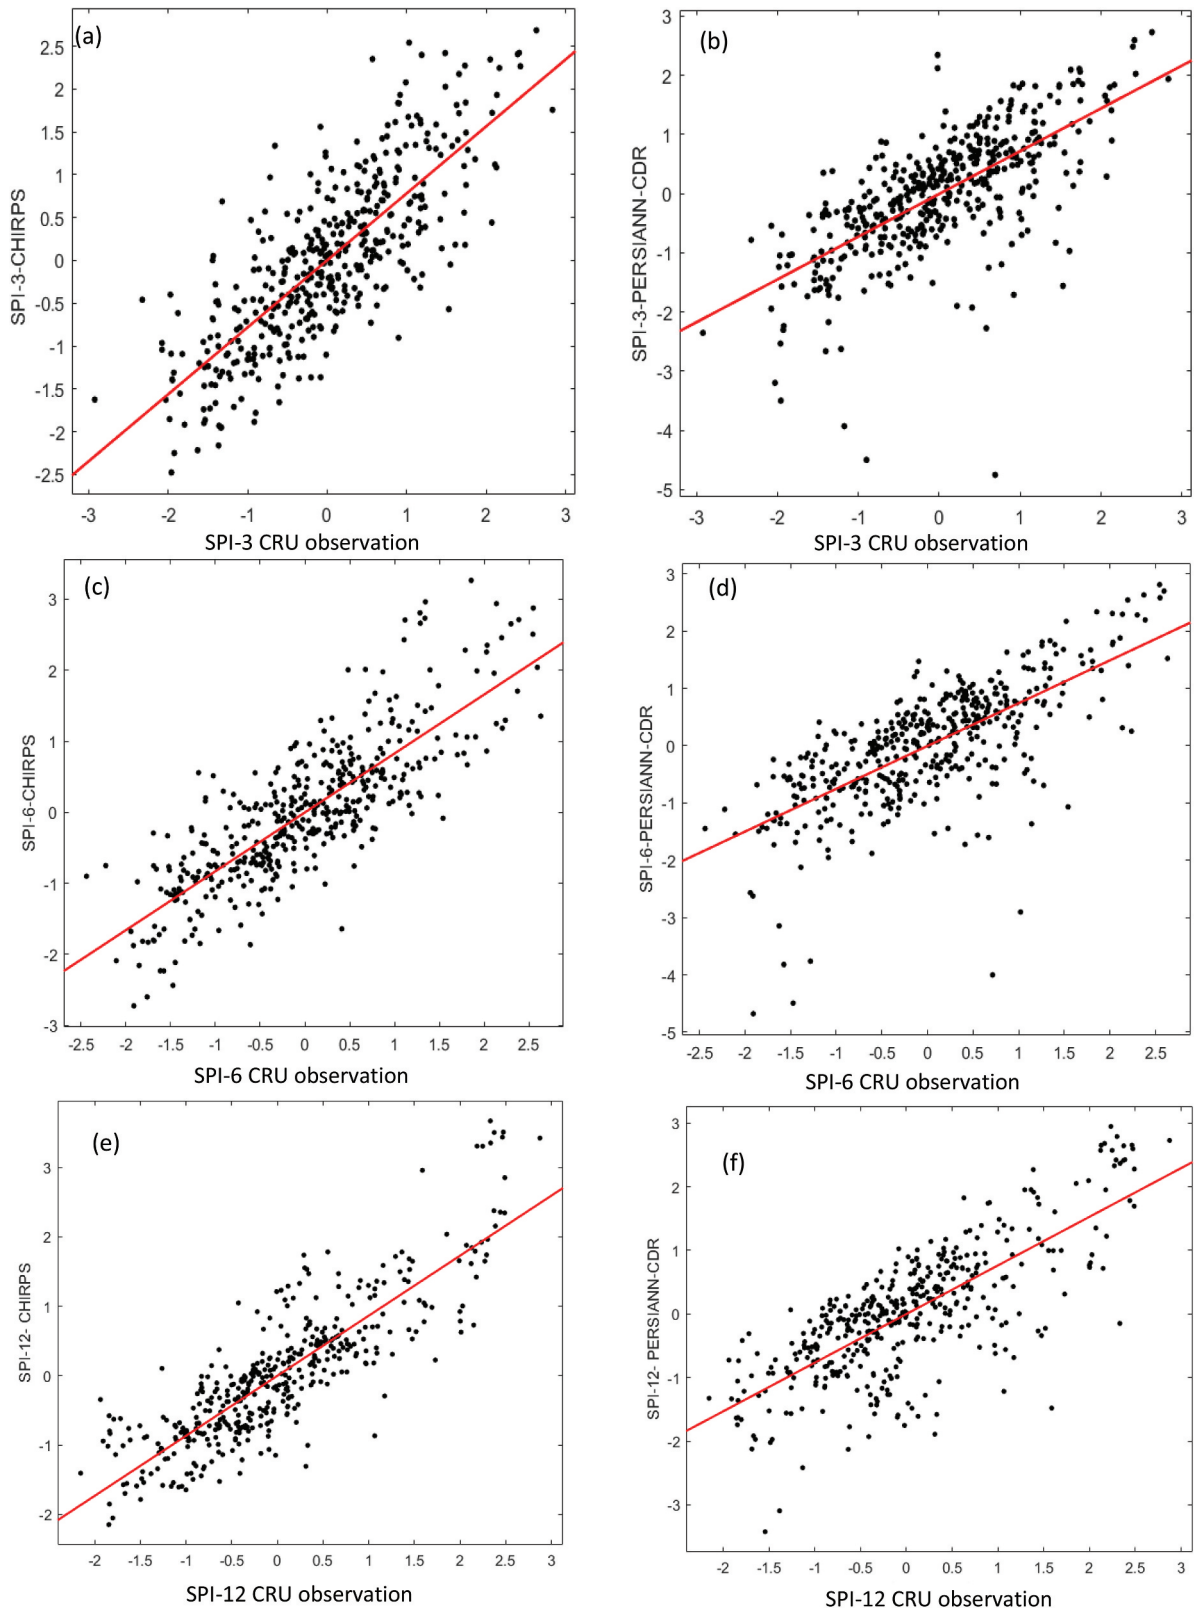 (a)
2.5
2
1.5
1
0.5
0
-0.5
-1
-1.5
-2
-2.5
SPI-3-CHIRPS
-3 -2 -1 0 1 2 3
SPI-3 CRU observation
(b)
3
2
1
0
-1
-2
-3
-4
-5
SPI-3-PERSIANN-CDR
-3 -2 -1 0 1 2 3
SPI-3 CRU observation
(c)
3
2
1
0
-1
-2
-3
SPI-6-CHIRPS
-2.5 -2 -1.5 -1 -0.5 0 0.5 1 1.5 2 2.5
SPI-6 CRU observation
(d)
3
2
1
0
-1
-2
-3
-4
-5
SPI-6-PERSIANN-CDR
-2.5 -2 -1.5 -1 -0.5 0 0.5 1 1.5 2 2.5
SPI-6 CRU observation
(e)
3
2
1
0
-1
-2
SPI-12- CHIRPS
-2 -1.5 -1 -0.5 0 0.5 1 1.5 2 2.5 3
SPI-12 CRU observation
(f)
3
2
1
0
-1
-2
-3
SPI-12- PERSIANN-CDR
-2 -1.5 -1 -0.5 0 0.5 1 1.5 2 2.5 3
SPI-12 CRU observation